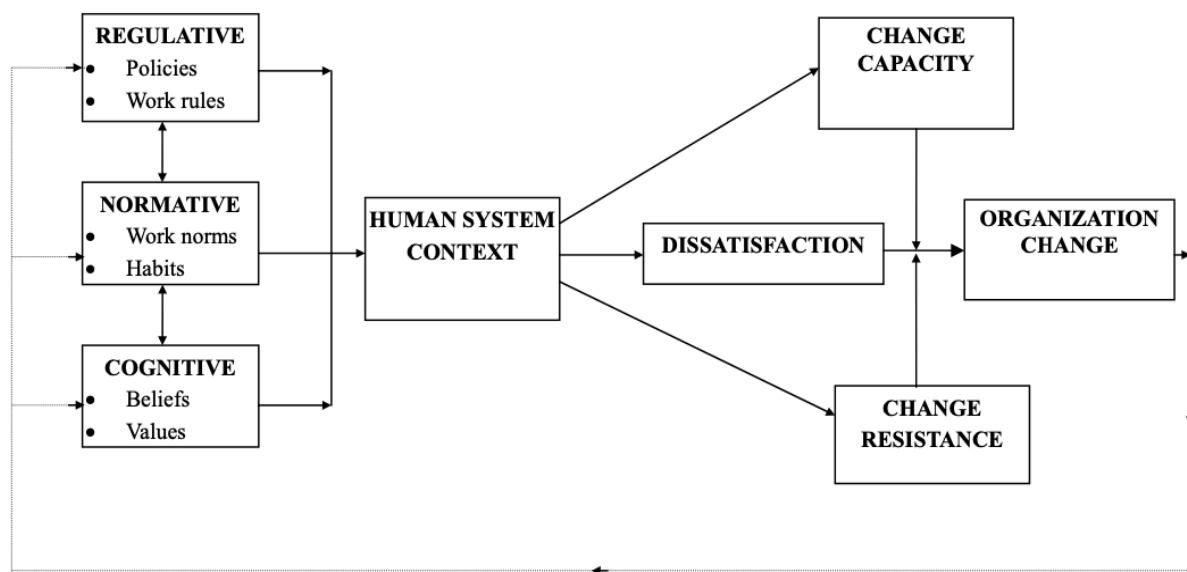 REGULATIVE
• Policies
• Work rules
NORMATIVE
• Work norms
• Habits
COGNITIVE
• Beliefs
• Values
HUMAN SYSTEM
CONTEXT
CHANGE
CAPACITY
DISSATISFACTION
CHANGE
RESISTANCE
ORGANIZATION
CHANGE